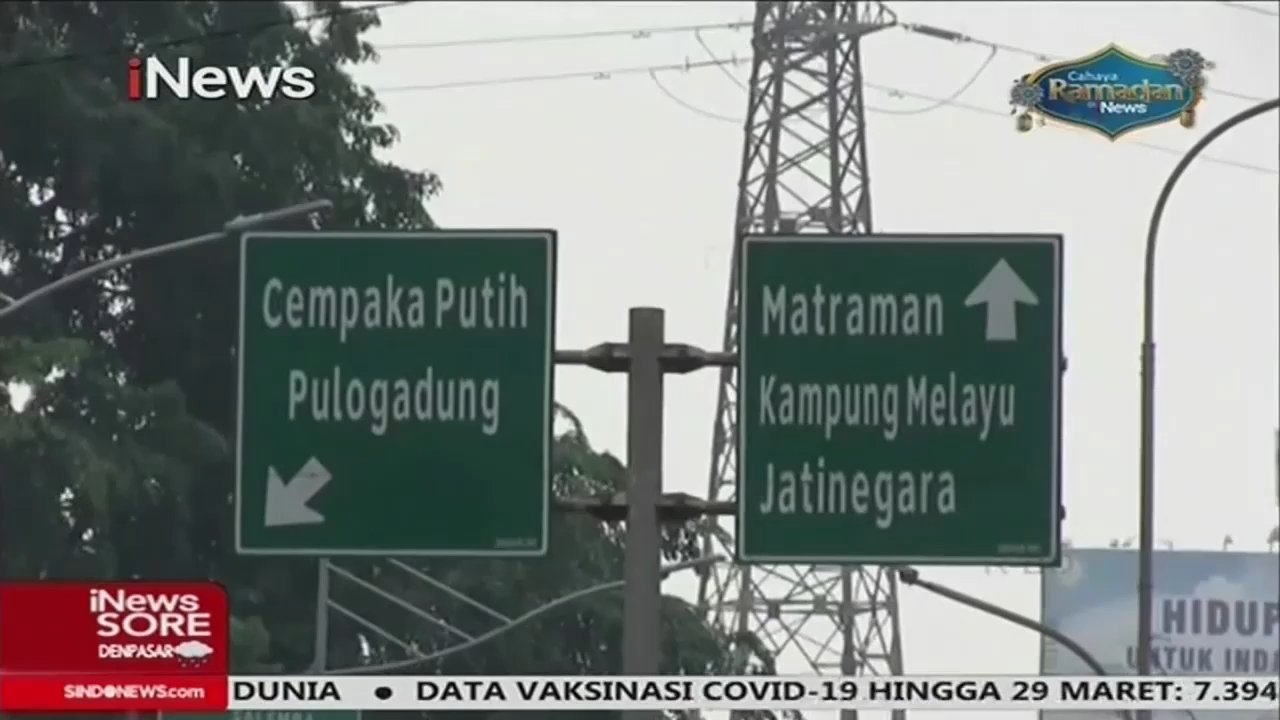 iNews
Cahaya
Ramadan
iNews
Cempaka Putih
Pulogadung
Matraman
Kampung Melayu
Jatinegara
HIDUP
UNTUK INDO
iNews
SORE
DENPASAR
SINDONEWS.com
DUNIA ● DATA VAKSINASI COVID-19 HINGGA 29 MARET: 7.394